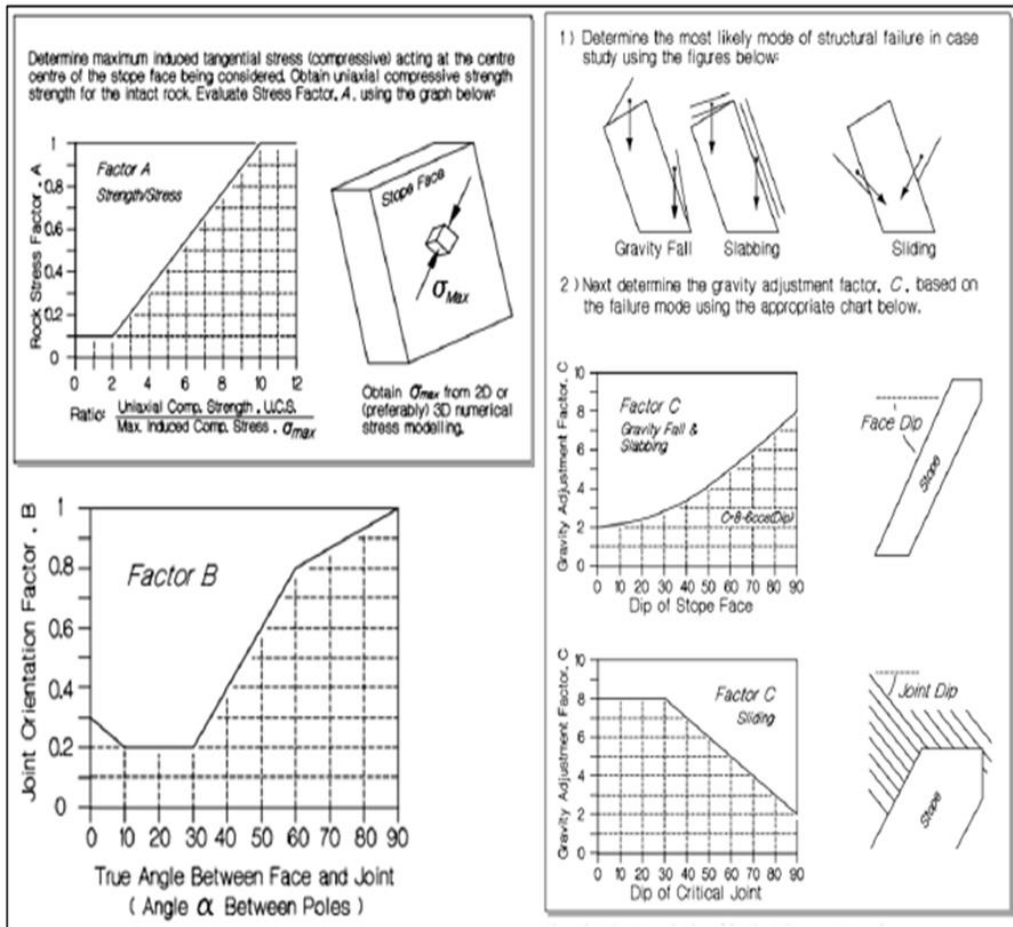 Determine maximum induced tangential stress (compressive) acting at the centre
centre of the stope face being considered. Obtain uniaxial compressive strength
strength for the intact rock. Evaluate Stress Factor, A, using the graph below:
Rock Stress Factor, A
1
0.8
0.6
0.4
0.2
0
Factor A
Strength/Stress
0 2 4 6 8 10 12
Ratio: Uniaxial Comp. Strength, U.C.S.
Max. Induced Comp. Stress, σmax
Stope Face
σMax
Obtain σmax from 2D or
(preferably) 3D numerical
stress modelling.
Joint Orientation Factor, B
1
0.8
0.6
0.4
0.2
0
Factor B
0 10 20 30 40 50 60 70 80 90
True Angle Between Face and Joint
( Angle α Between Poles )
1 ) Determine the most likely mode of structural failure in case
study using the figures below:
Gravity Fall Slabbing Sliding
2 ) Next determine the gravity adjustment factor, C, based on
the failure mode using the appropriate chart below.
Gravity Adjustment Factor, C
10
8
6
4
2
0
Factor C
Gravity Fall &
Slabbing
C=8-6cos(Dip)
0 10 20 30 40 50 60 70 80 90
Dip of Stope Face
Face Dip
Stope
Gravity Adjustment Factor, C
10
8
6
4
2
0
Factor C
Sliding
0 10 20 30 40 50 60 70 80 90
Dip of Critical Joint
Joint Dip
Stope